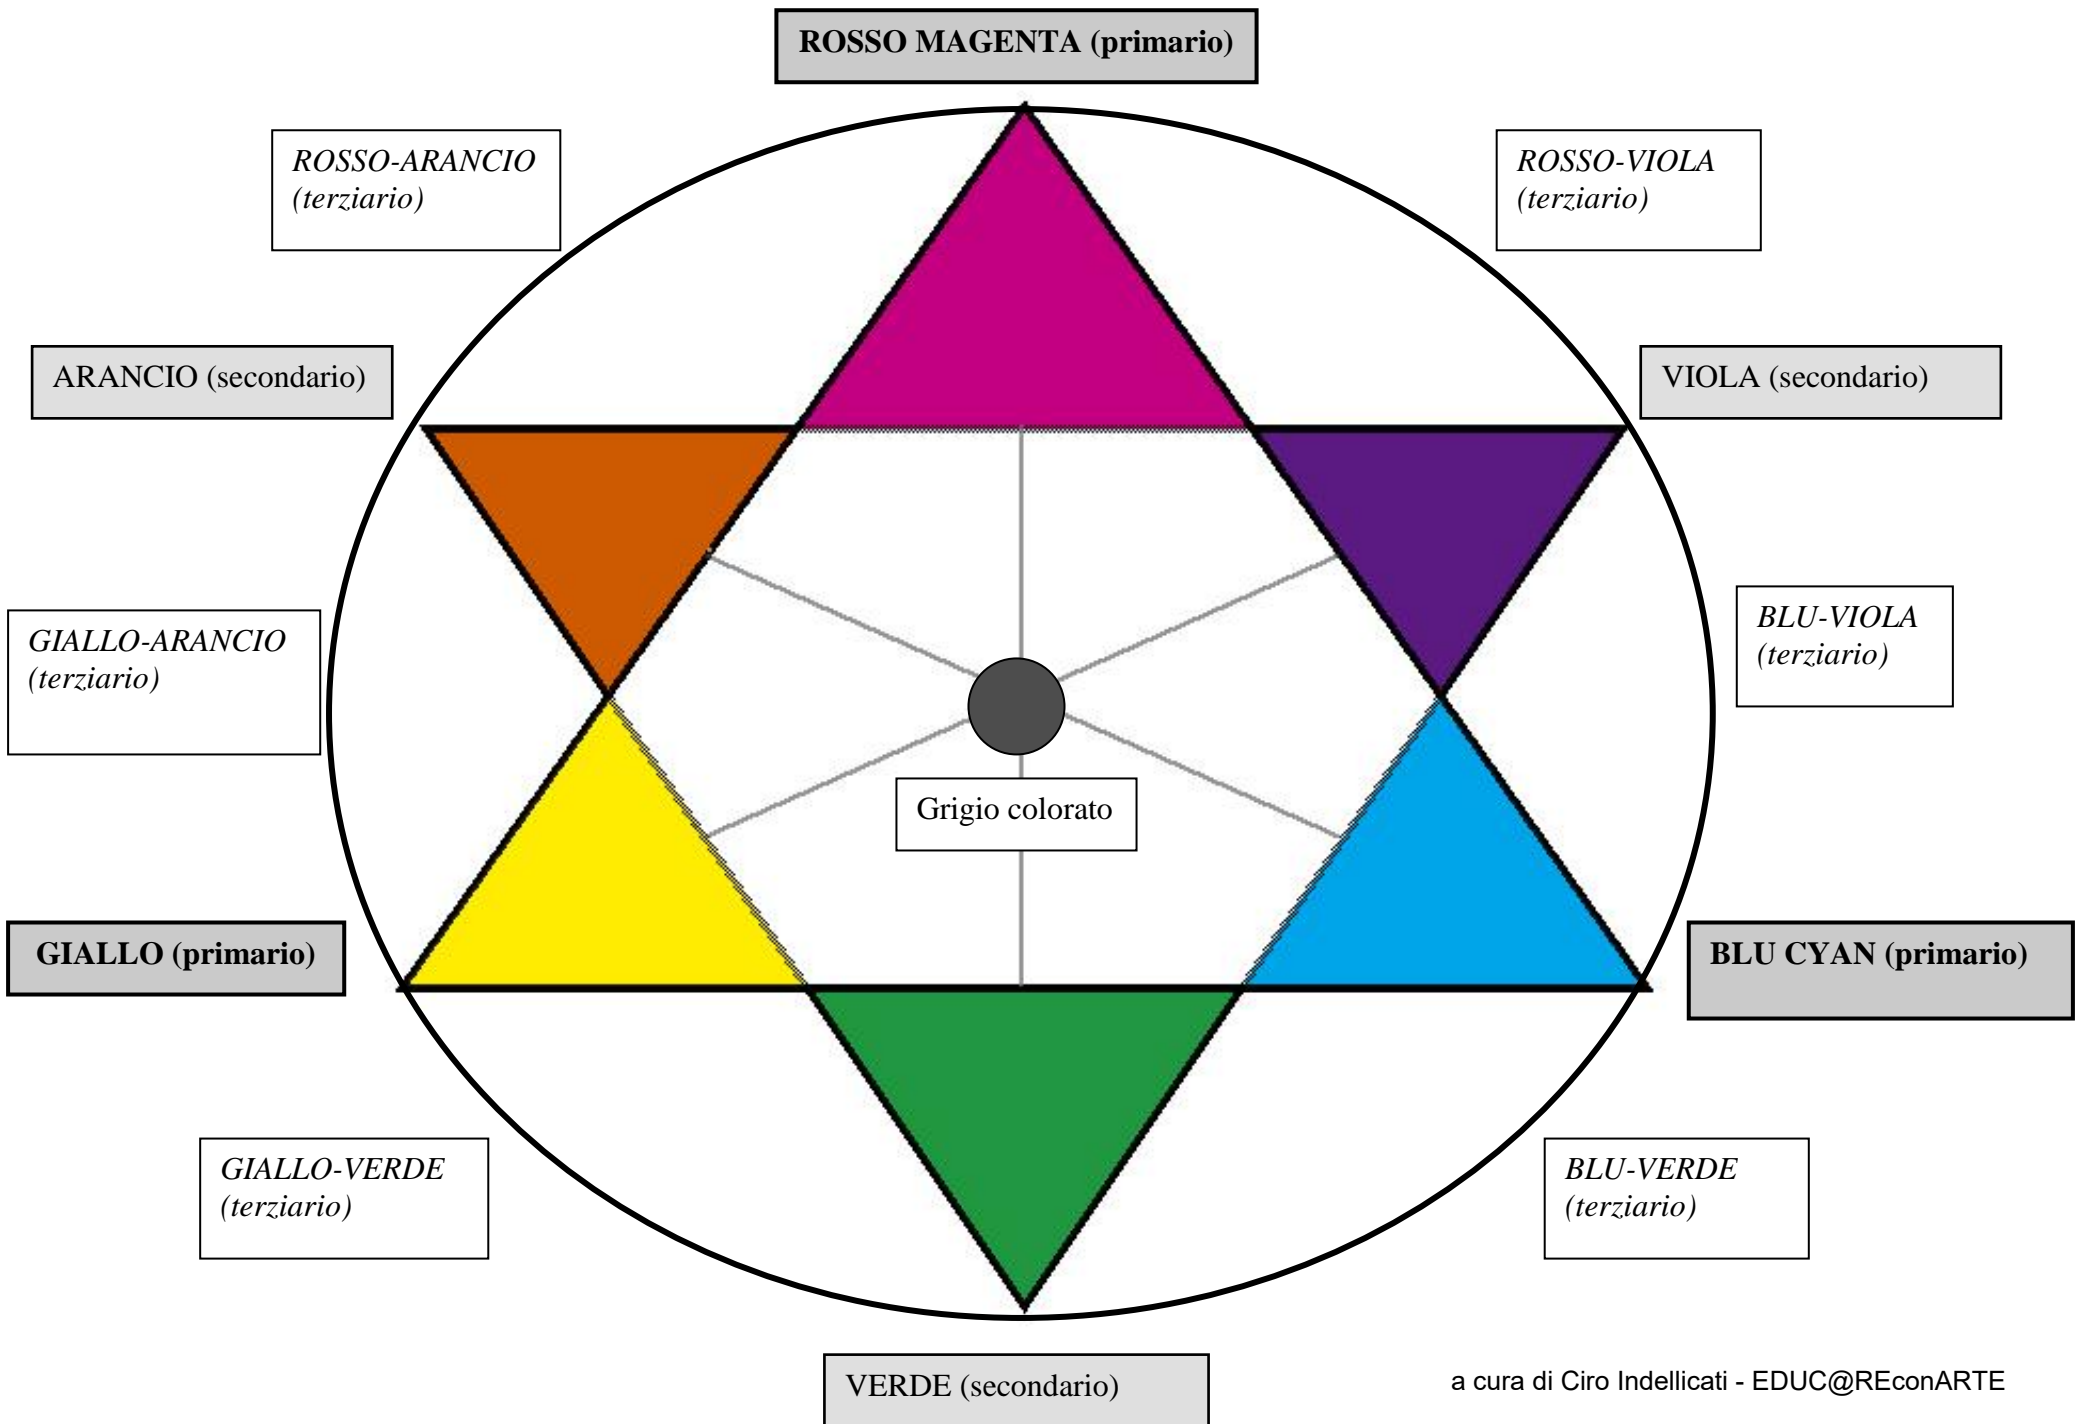 ROSSO MAGENTA (primario)
ROSSO-ARANCIO
(terziario)
ROSSO-VIOLA
(terziario)
ARANCIO (secondario)
VIOLA (secondario)
GIALLO-ARANCIO
(terziario)
BLU-VIOLA
(terziario)
Grigio colorato
GIALLO (primario)
BLU CYAN (primario)
GIALLO-VERDE
(terziario)
BLU-VERDE
(terziario)
VERDE (secondario)
a cura di Ciro Indellicati - EDUC@REconARTE